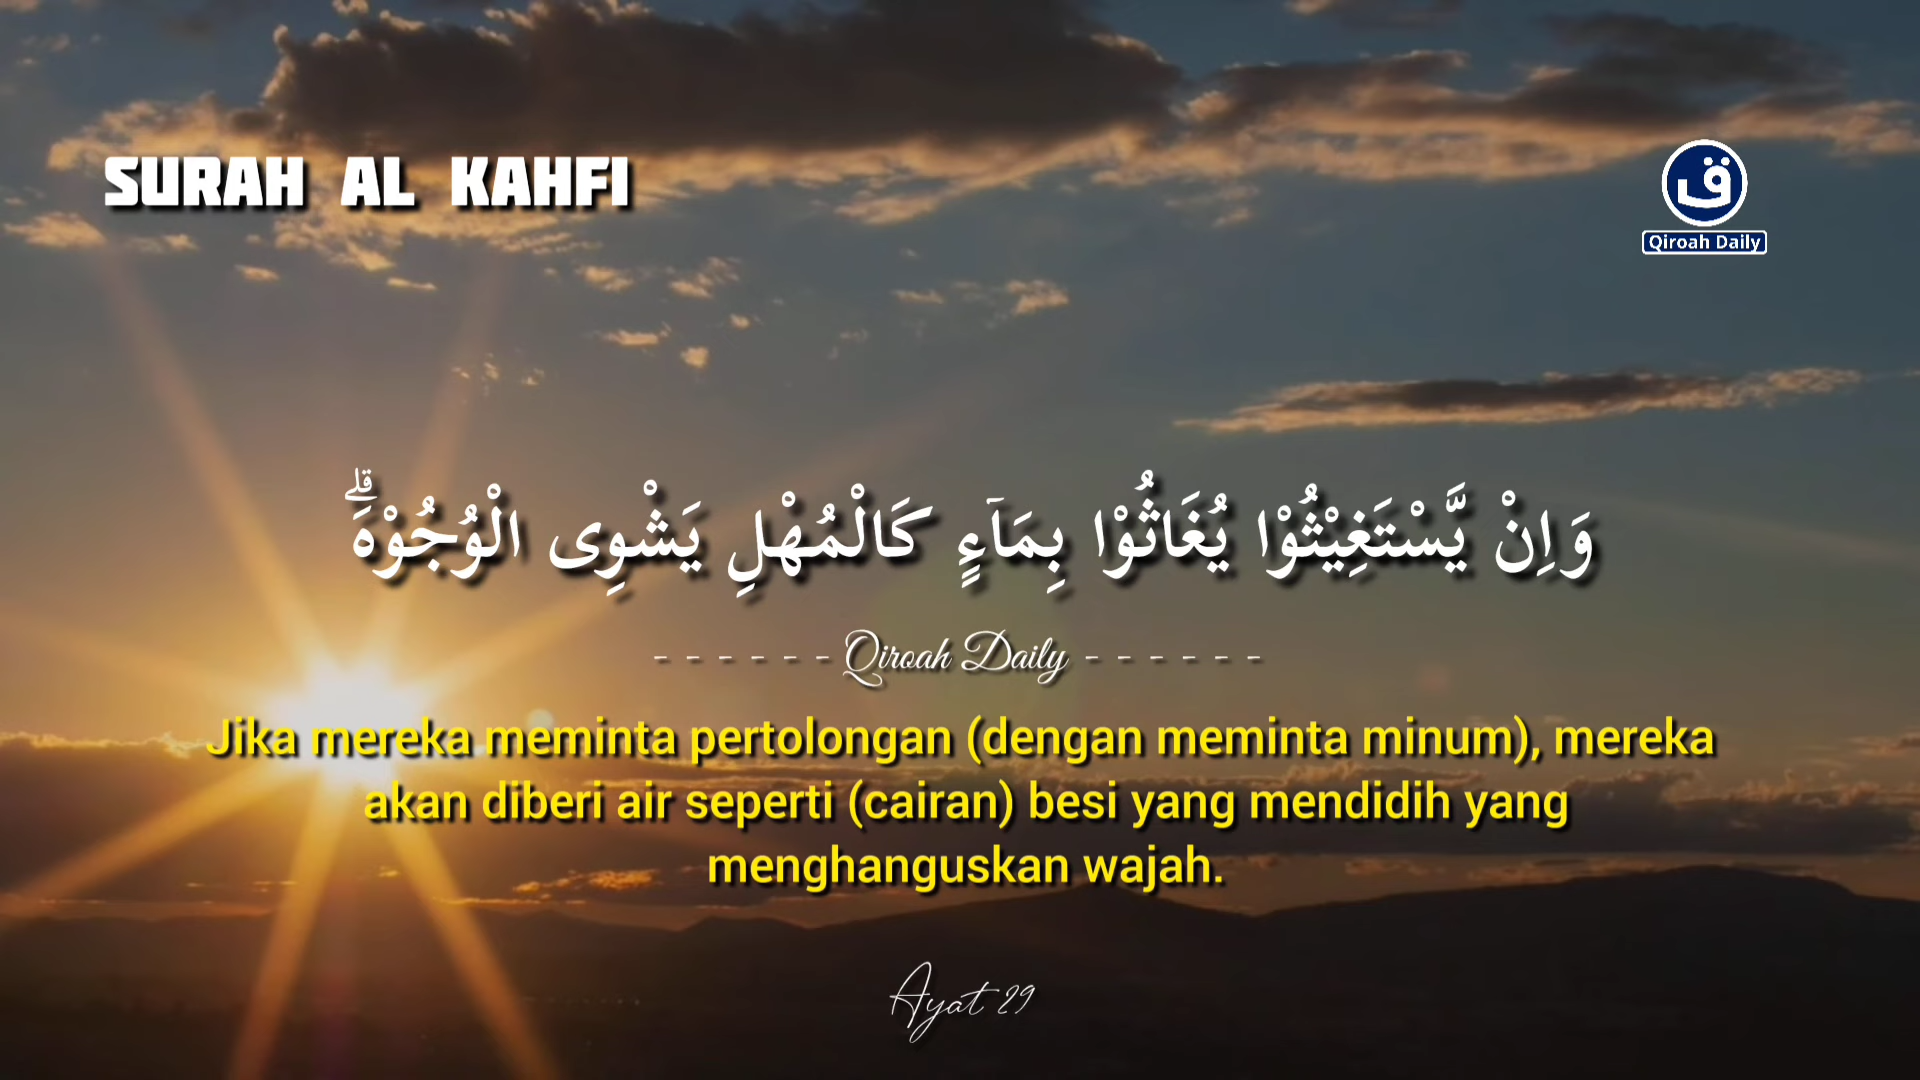 SURAH AL KAHFI
ق
Qiroah Daily
وَاِنْ يَّسْتَغِيْثُوْا يُغَاثُوْا بِمَاۤءٍ كَالْمُهْلِ يَشْوِى الْوُجُوْهَۗ
- - - - - - Qiroah Daily - - - - - -
Jika mereka meminta pertolongan (dengan meminta minum), mereka
akan diberi air seperti (cairan) besi yang mendidih yang
menghanguskan wajah.
Ayat 29